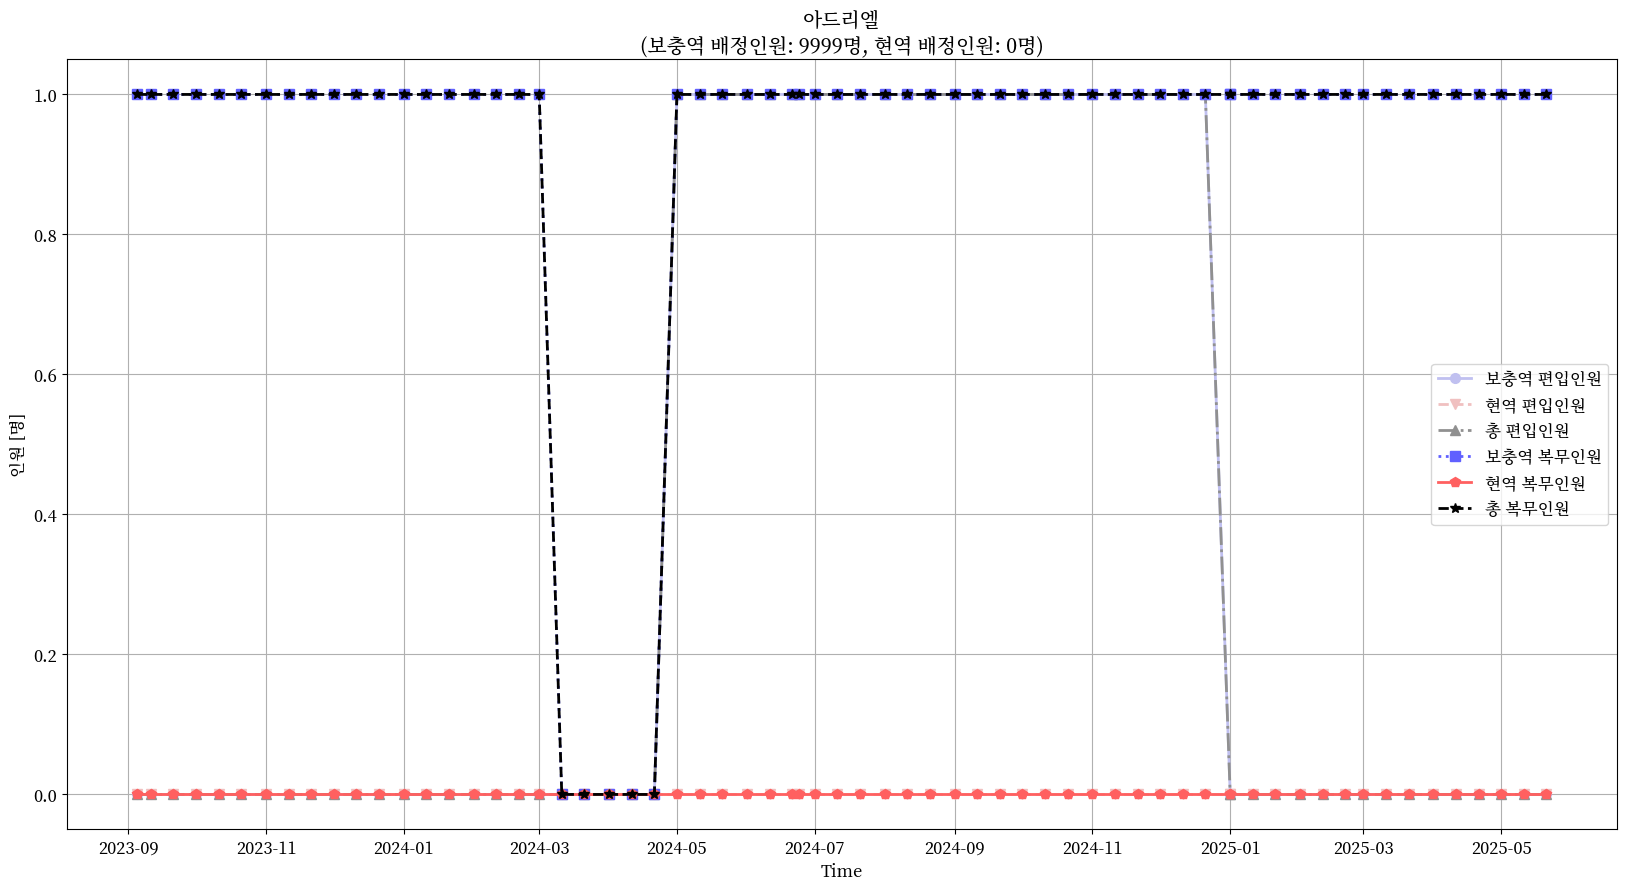 아드리엘
(보충역 배정인원: 9999명, 현역 배정인원: 0명)
인원 [명]
1.0
0.8
0.6
0.4
0.2
0.0
보충역 편입인원
현역 편입인원
총 편입인원
보충역 복무인원
현역 복무인원
총 복무인원
2023-09 2023-11 2024-01 2024-03 2024-05 2024-07 2024-09 2024-11 2025-01 2025-03 2025-05
Time